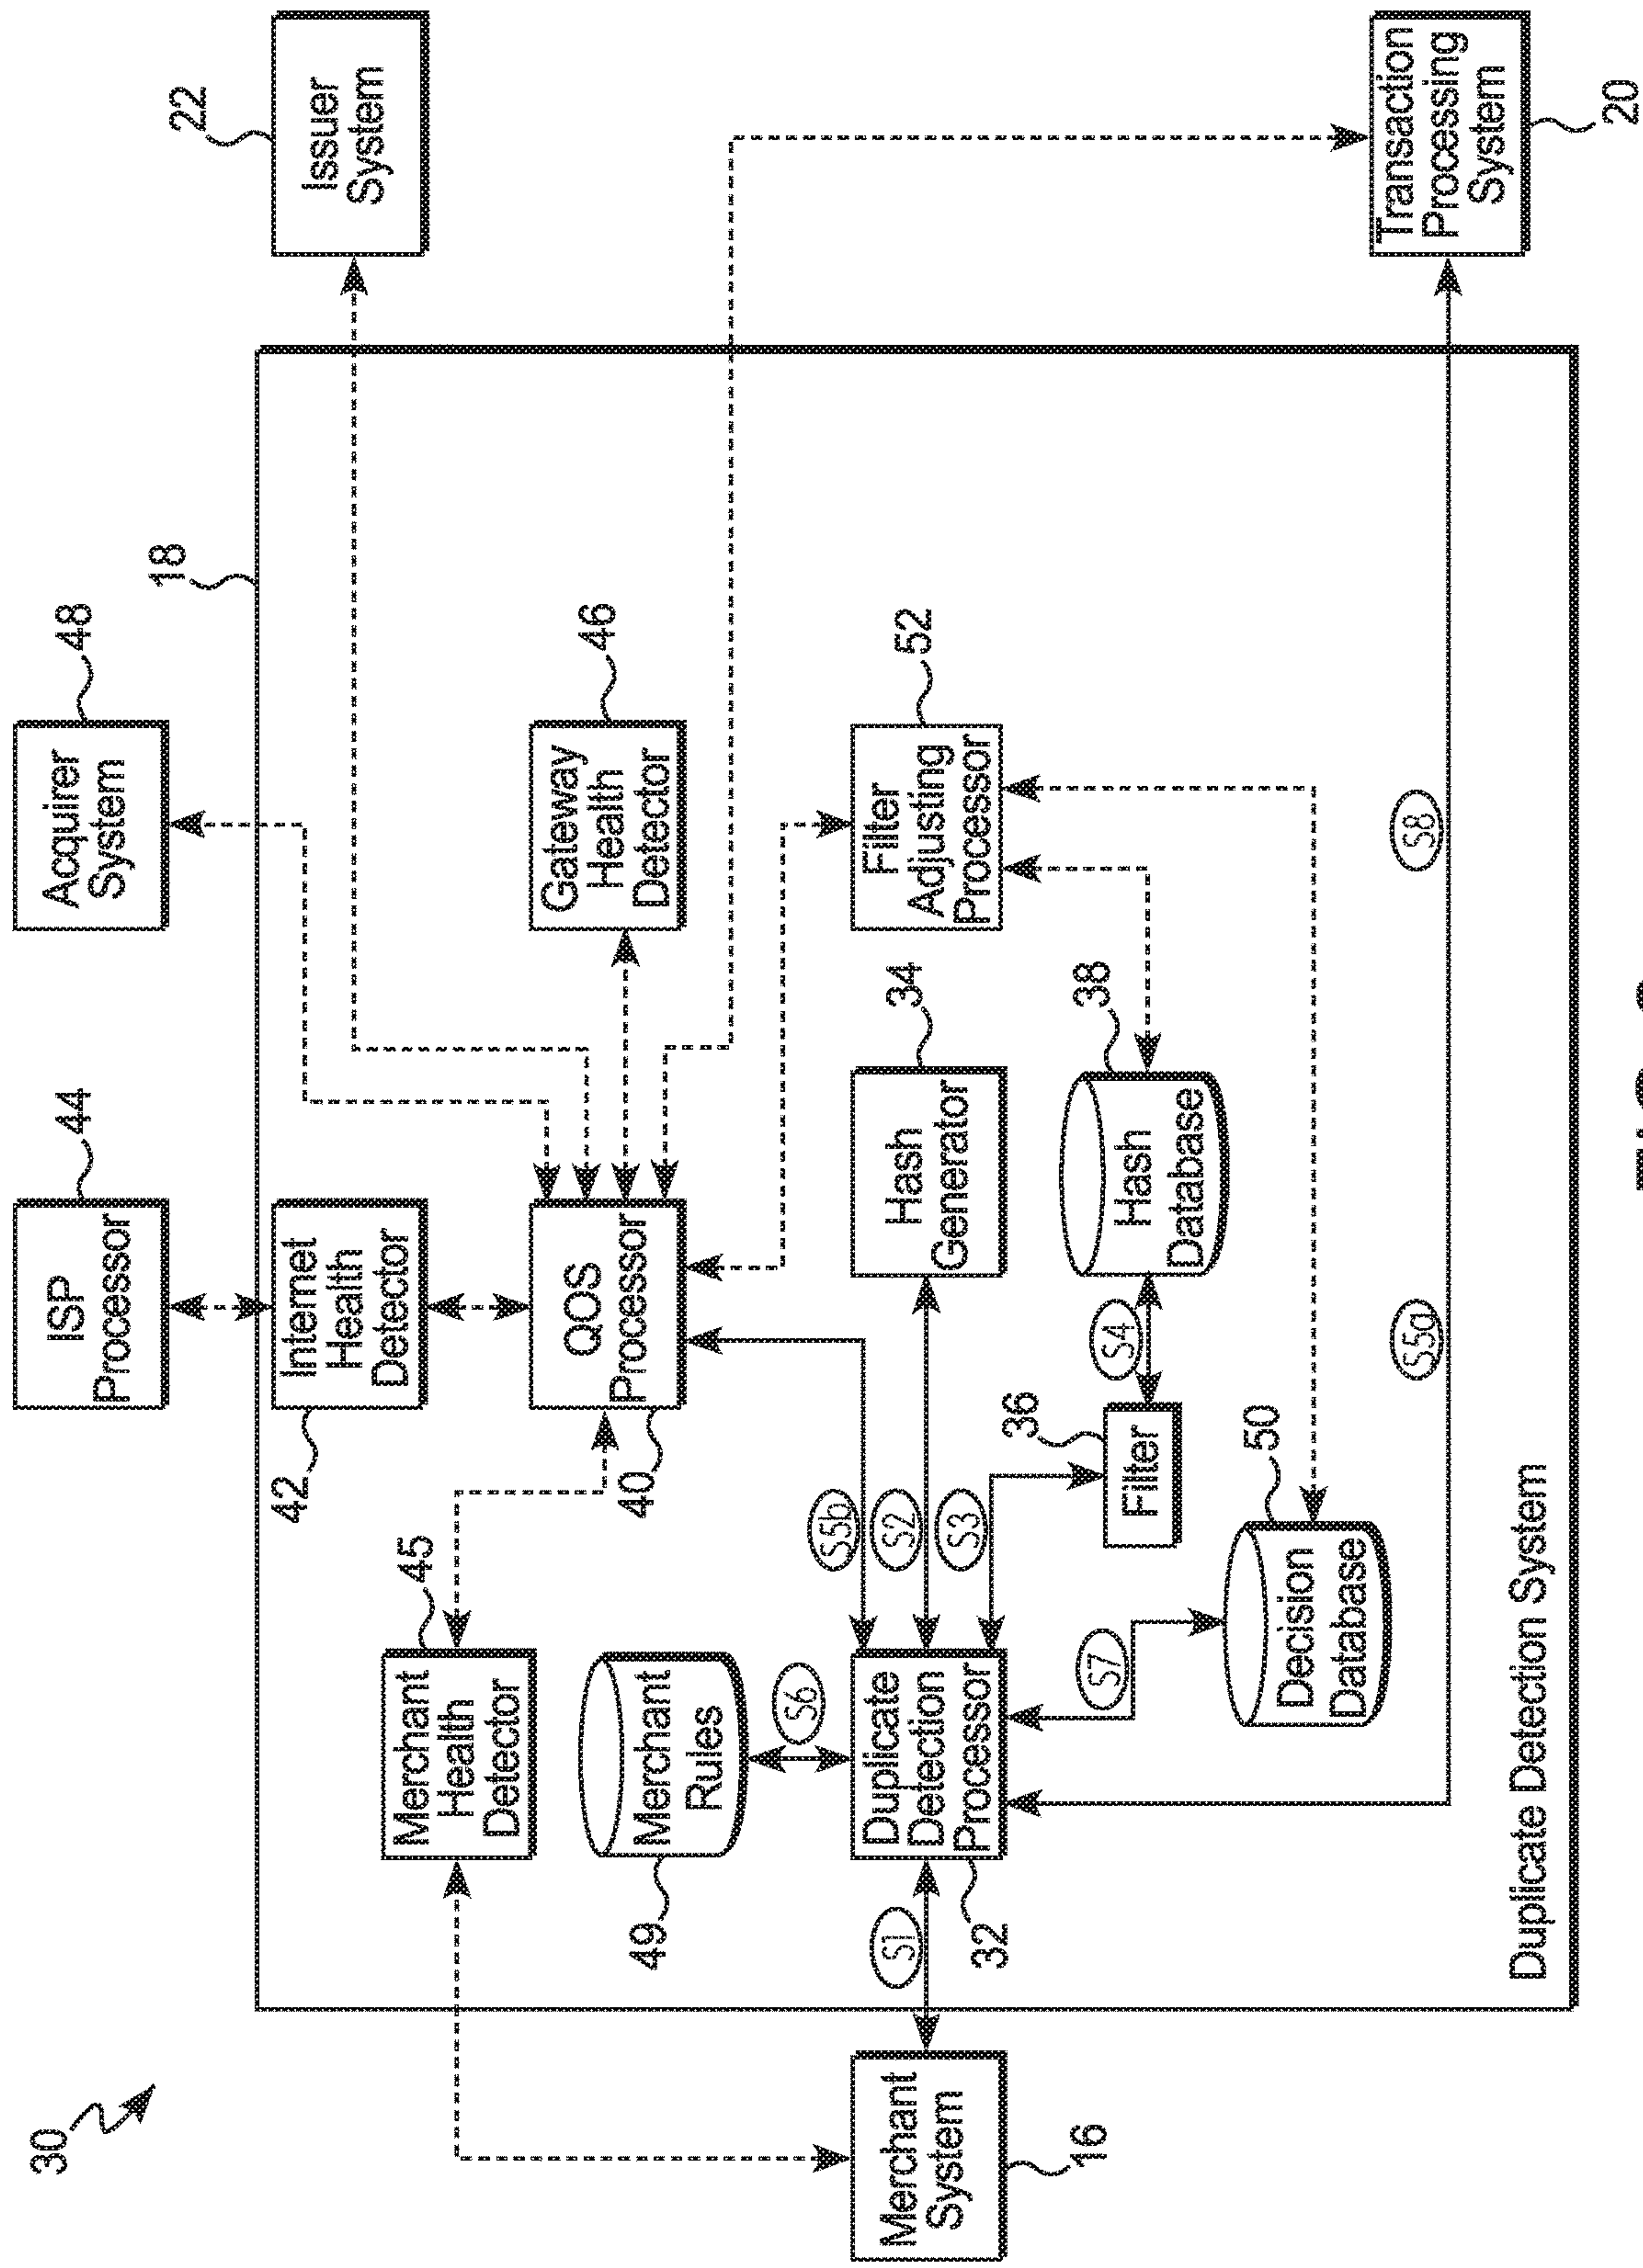 30
ISP
Processor
44
Acquirer
System
48
18
22
Issuer
System
42
Internet
Health
Detector
45
Merchant
Health
Detector
QOS
Processor
40
Gateway
Health
Detector
46
49
Merchant
Rules
S6
S5b
S2
S3
Merchant
System
16
S1
Duplicate
Detection
Processor
32
Hash
Generator
34
Filter
Adjusting
Processor
52
36
Filter
S4
Hash
Database
38
S7
50
Decision
Database
S5a
S8
Transaction
Processing
System
20
Duplicate Detection System